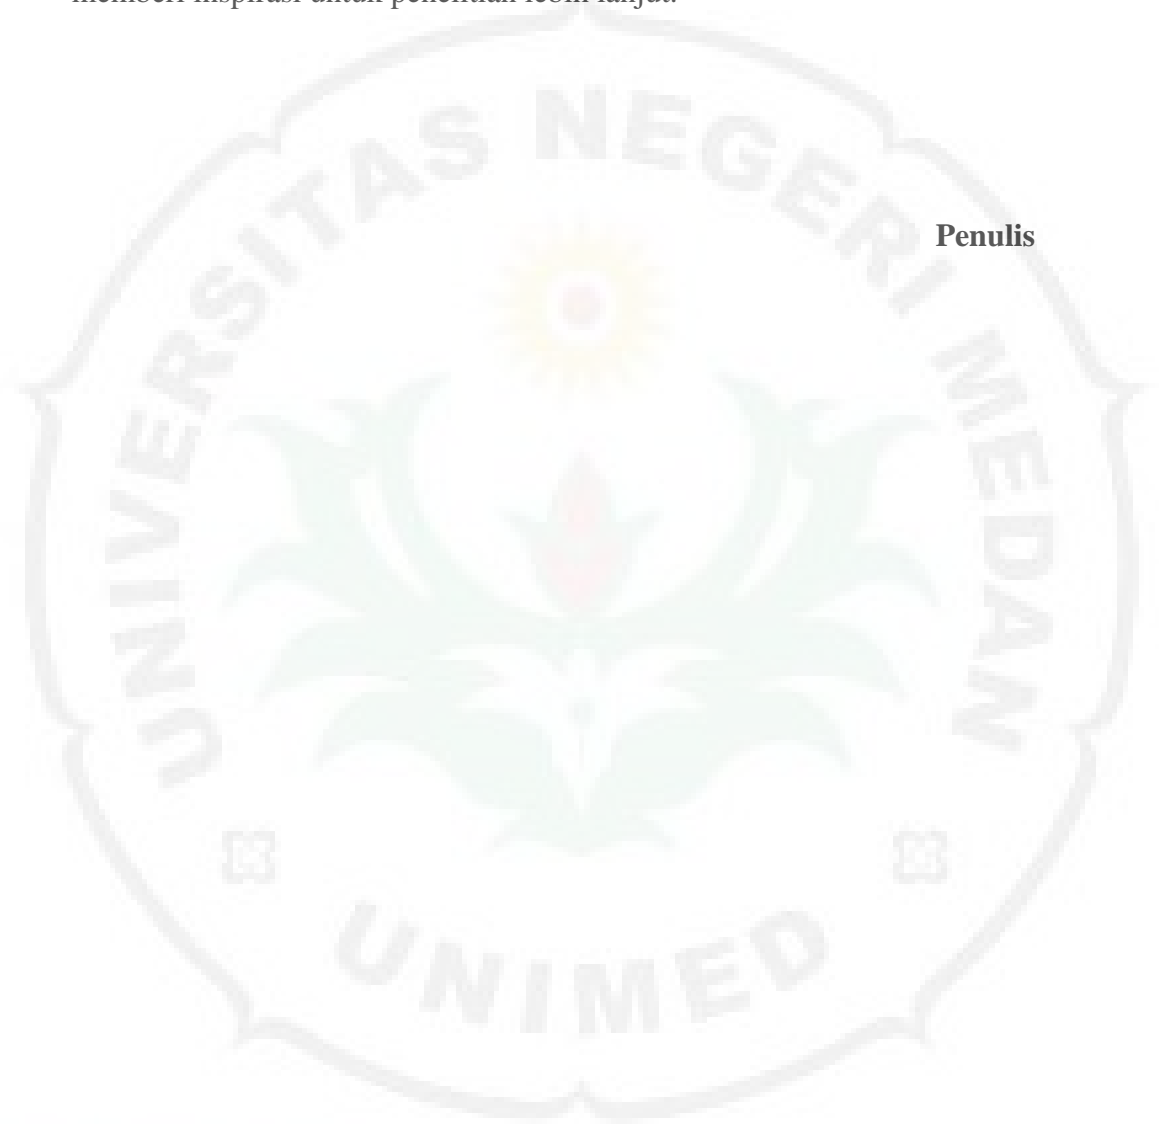 memberi inspirasi untuk penelitian lebih lanjut.
UNIVERSITAS NEGERI MEDAN
Penulis
UNIMED